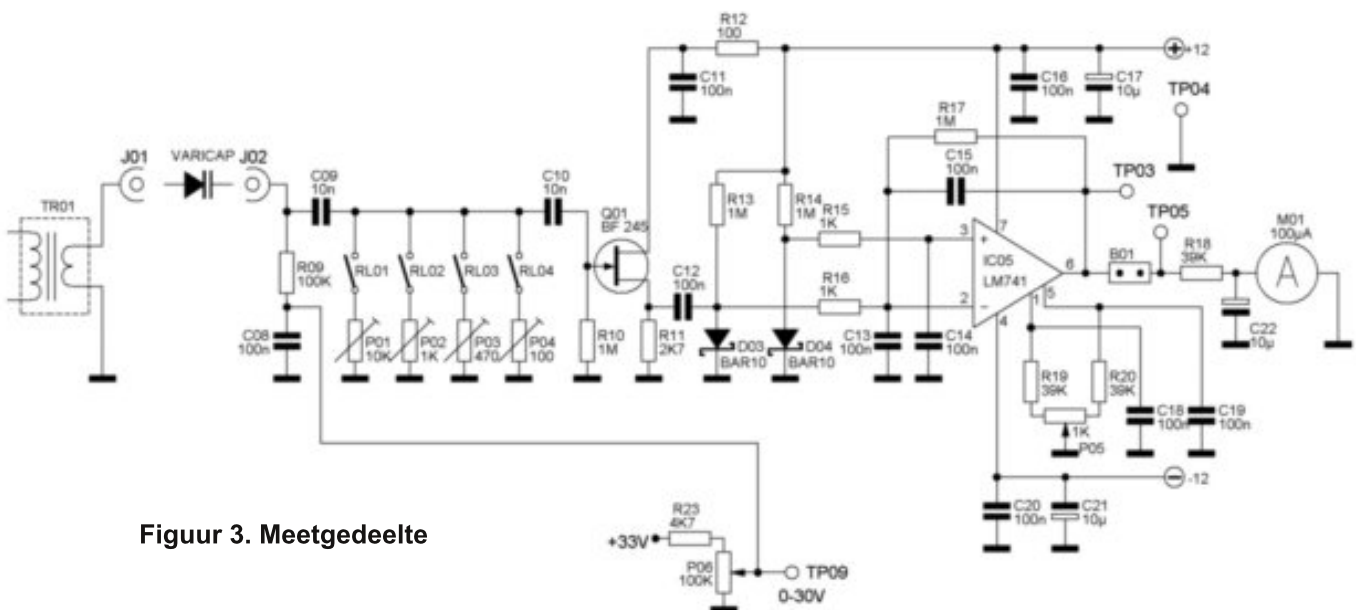 R12
100
+12
C11
100n
C16
100n
C17
10µ
TP04
R17
1M
C15
100n
TP03
J01
VARICAP
J02
C09
10n
C10
10n
TR01
Q01
BF 245
R13
1M
R14
1M
R15
1K
TP05
M01
100µA
A
R09
100K
RL01
RL02
RL03
RL04
C12
100n
R16
1K
3
+
7
IC05
LM741
6
2
-
4
1
5
B01
R18
39K
C22
10µ
C08
100n
P01
10K
P02
1K
P03
470
P04
100
R10
1M
R11
2K7
D03
BAR10
D04
BAR10
C13
100n
C14
100n
R19
39K
R20
39K
1K
P05
C18
100n
C19
100n
-12
C20
100n
C21
10µ
Figuur 3. Meetgedeelte
R23
4K7
+33V
P06
100K
TP09
0-30V